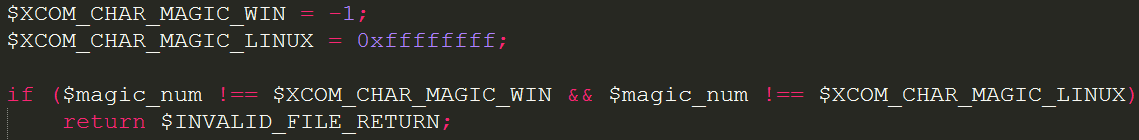 $XCOM_CHAR_MAGIC_WIN = -1;
$XCOM_CHAR_MAGIC_LINUX = 0xffffffff;
if ($magic_num !== $XCOM_CHAR_MAGIC_WIN && $magic_num !== $XCOM_CHAR_MAGIC_LINUX)
return $INVALID_FILE_RETURN;